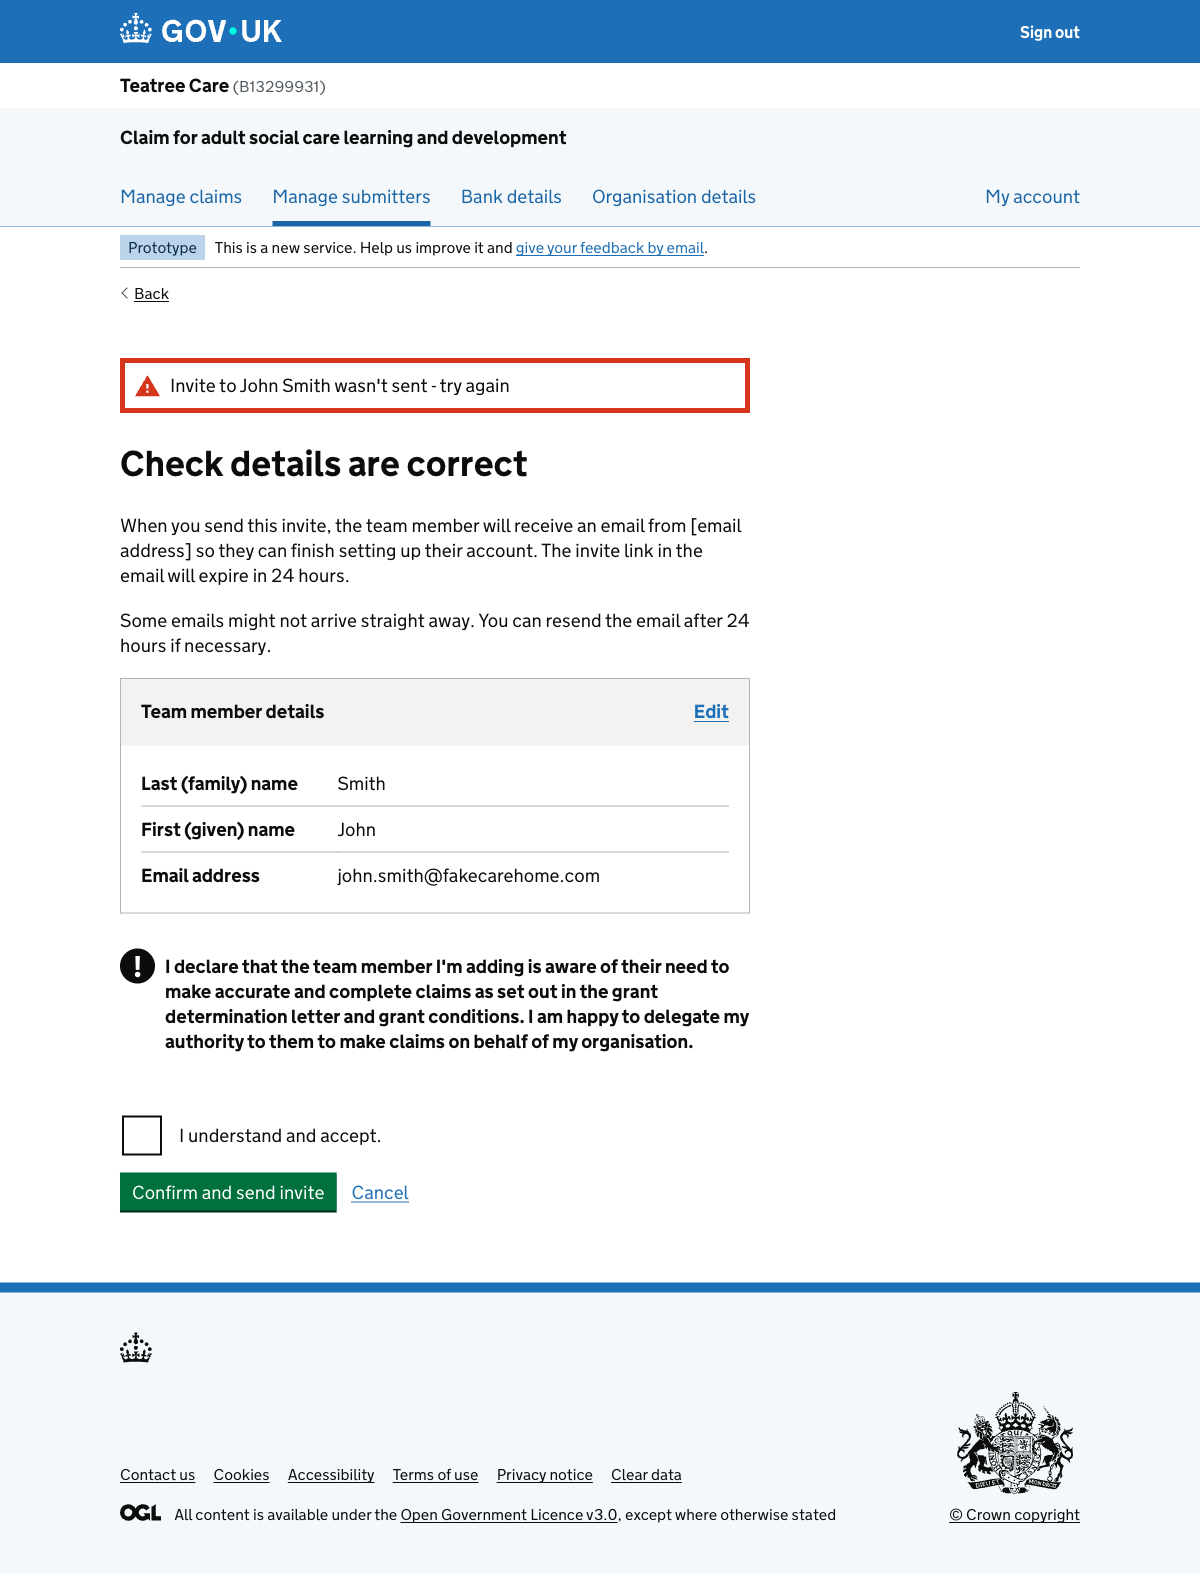 GOV·UK
Sign out
Teatree Care (B13299931)
Claim for adult social care learning and development
Manage claims Manage submitters Bank details Organisation details My account
Prototype This is a new service. Help us improve it and give your feedback by email.
Back
Invite to John Smith wasn't sent - try again
Check details are correct
When you send this invite, the team member will receive an email from [email
address] so they can finish setting up their account. The invite link in the
email will expire in 24 hours.
Some emails might not arrive straight away. You can resend the email after 24
hours if necessary.
Team member details Edit
Last (family) name Smith
First (given) name John
Email address john.smith@fakecarehome.com
I declare that the team member I'm adding is aware of their need to
make accurate and complete claims as set out in the grant
determination letter and grant conditions. I am happy to delegate my
authority to them to make claims on behalf of my organisation.
I understand and accept.
Confirm and send invite Cancel
Contact us Cookies Accessibility Terms of use Privacy notice Clear data
OGL All content is available under the Open Government Licence v3.0, except where otherwise stated
© Crown copyright